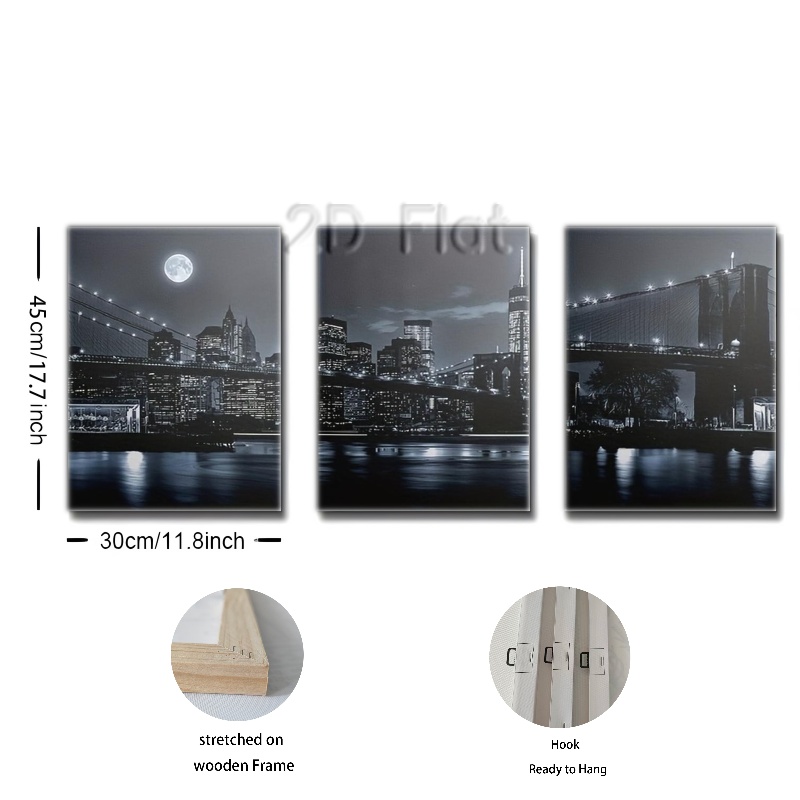 2D Flat
45cm/17.7inch
30cm/11.8inch
stretched on
wooden Frame
Hook
Ready to Hang